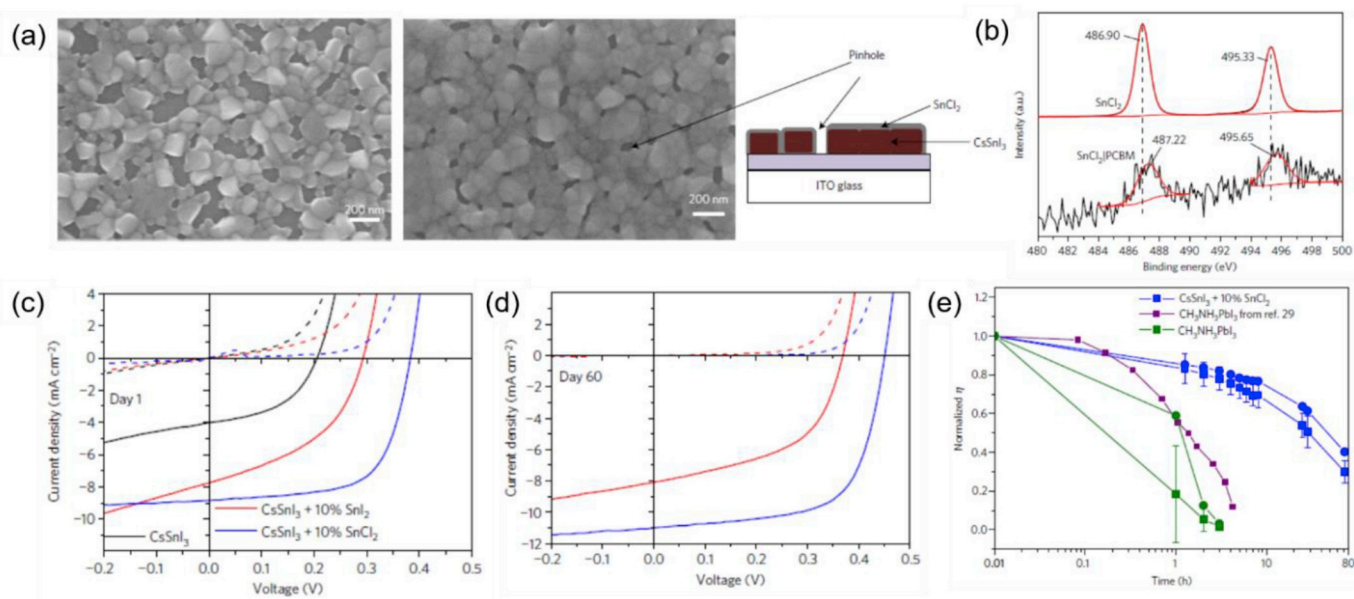 (a)
200 nm
200 nm
Pinhole
SnCl₂
CsSnI₃
ITO glass
(b)
486.90
495.33
SnCl₂
487.22
495.65
SnCl₂|PCBM
Intensity (a.u.)
480 482 484 486 488 490 492 494 496 498 500
Binding energy (eV)
(c)
4
2
0
−2
−4
−6
−8
−10
Current density (mA cm⁻²)
Day 1
CsSnI₃
CsSnI₃ + 10% SnI₂
CsSnI₃ + 10% SnCl₂
−0.2 −0.1 0.0 0.1 0.2 0.3 0.4 0.5
Voltage (V)
(d)
4
2
0
−2
−4
−6
−8
−10
−12
Current density (mA cm⁻²)
Day 60
−0.2 −0.1 0.0 0.1 0.2 0.3 0.4 0.5
Voltage (V)
(e)
1.2
1.0
0.8
0.6
0.4
0.2
0.0
Normalized η
CsSnI₃ + 10% SnCl₂
CH₃NH₃PbI₃ from ref. 29
CH₃NH₃PbI₃
0.01 0.1 1 10 80
Time (h)